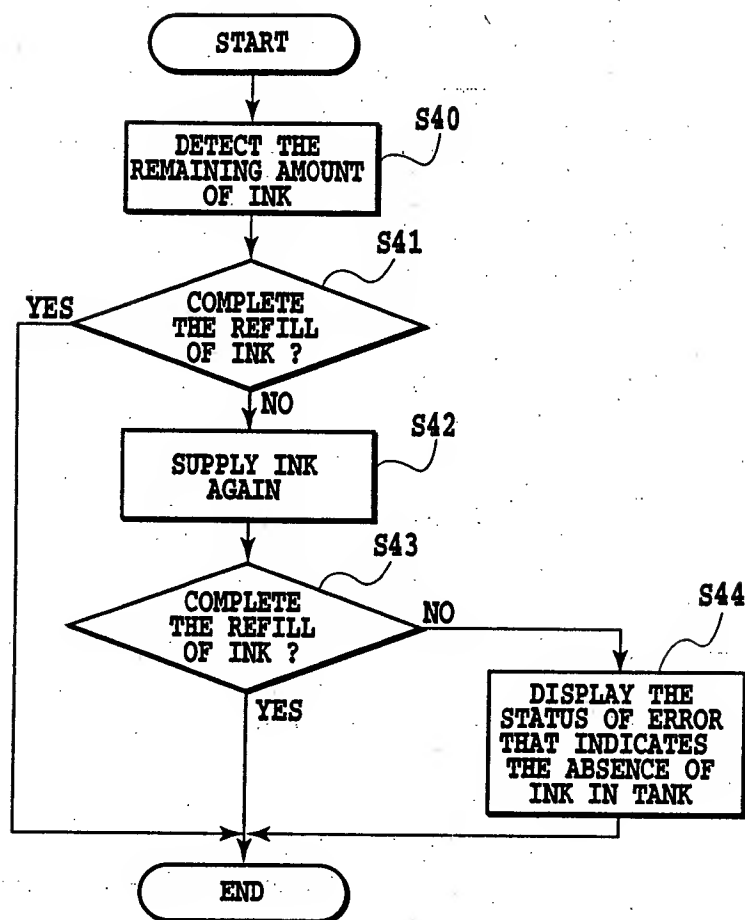 START
S40
DETECT THE
REMAINING AMOUNT
OF INK
S41
YES
COMPLETE
THE REFILL
OF INK ?
NO
S42
SUPPLY INK
AGAIN
S43
COMPLETE
THE REFILL
OF INK ?
NO
S44
YES
DISPLAY THE
STATUS OF ERROR
THAT INDICATES
THE ABSENCE OF
INK IN TANK
END